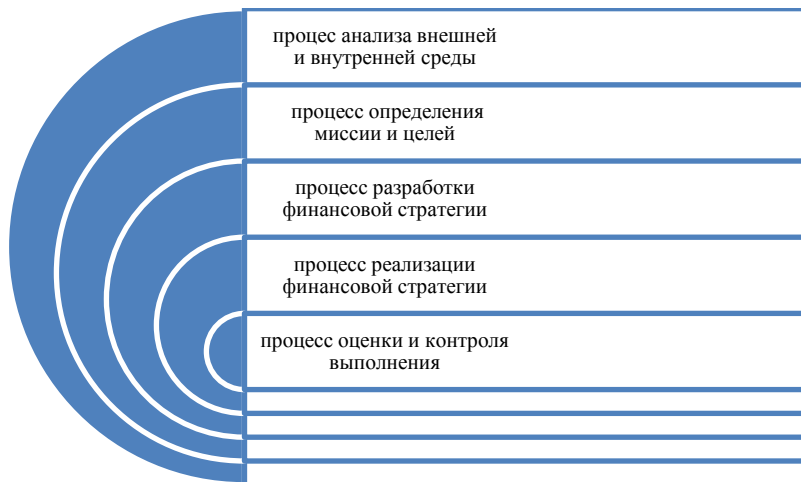 процес анализа внешней
и внутренней среды
процесс определения
миссии и целей
процесс разработки
финансовой стратегии
процесс реализации
финансовой стратегии
процесс оценки и контроля
выполнения